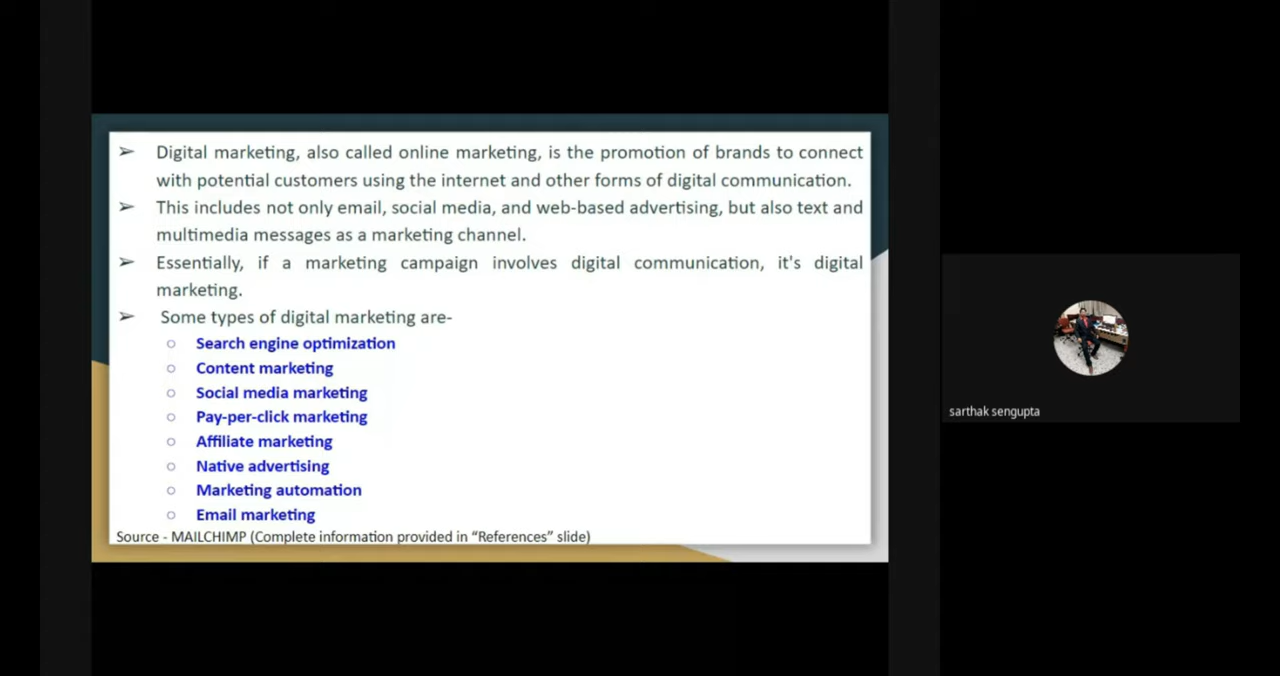 ➢ Digital marketing, also called online marketing, is the promotion of brands to connect
with potential customers using the internet and other forms of digital communication.
➢ This includes not only email, social media, and web-based advertising, but also text and
multimedia messages as a marketing channel.
➢ Essentially, if a marketing campaign involves digital communication, it's digital
marketing.
➢ Some types of digital marketing are-
○ Search engine optimization
○ Content marketing
○ Social media marketing
○ Pay-per-click marketing
○ Affiliate marketing
○ Native advertising
○ Marketing automation
○ Email marketing
Source - MAILCHIMP (Complete information provided in “References” slide)
sarthak sengupta